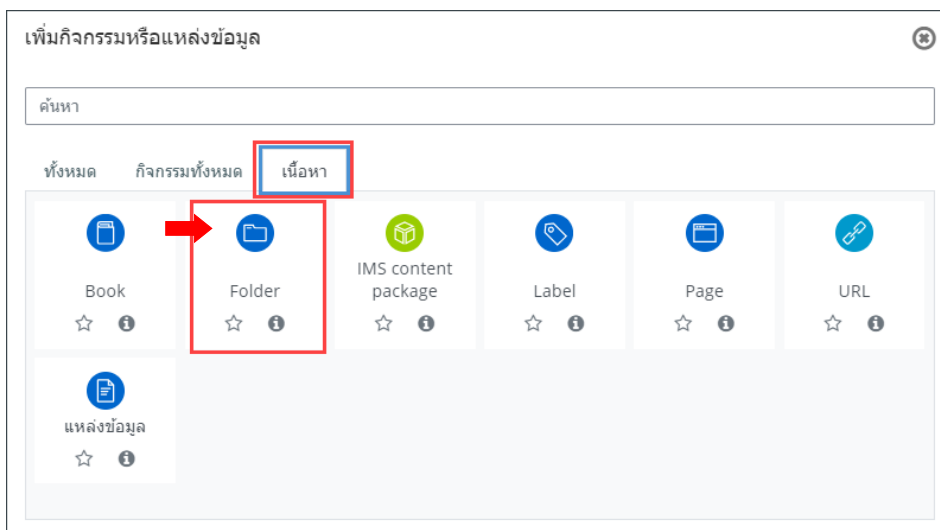 เพิ่มกิจกรรมหรือแหล่งข้อมูล
ค้นหา
ทั้งหมด กิจกรรมทั้งหมด เนื้อหา
Book Folder IMS content package Label Page URL
แหล่งข้อมูล